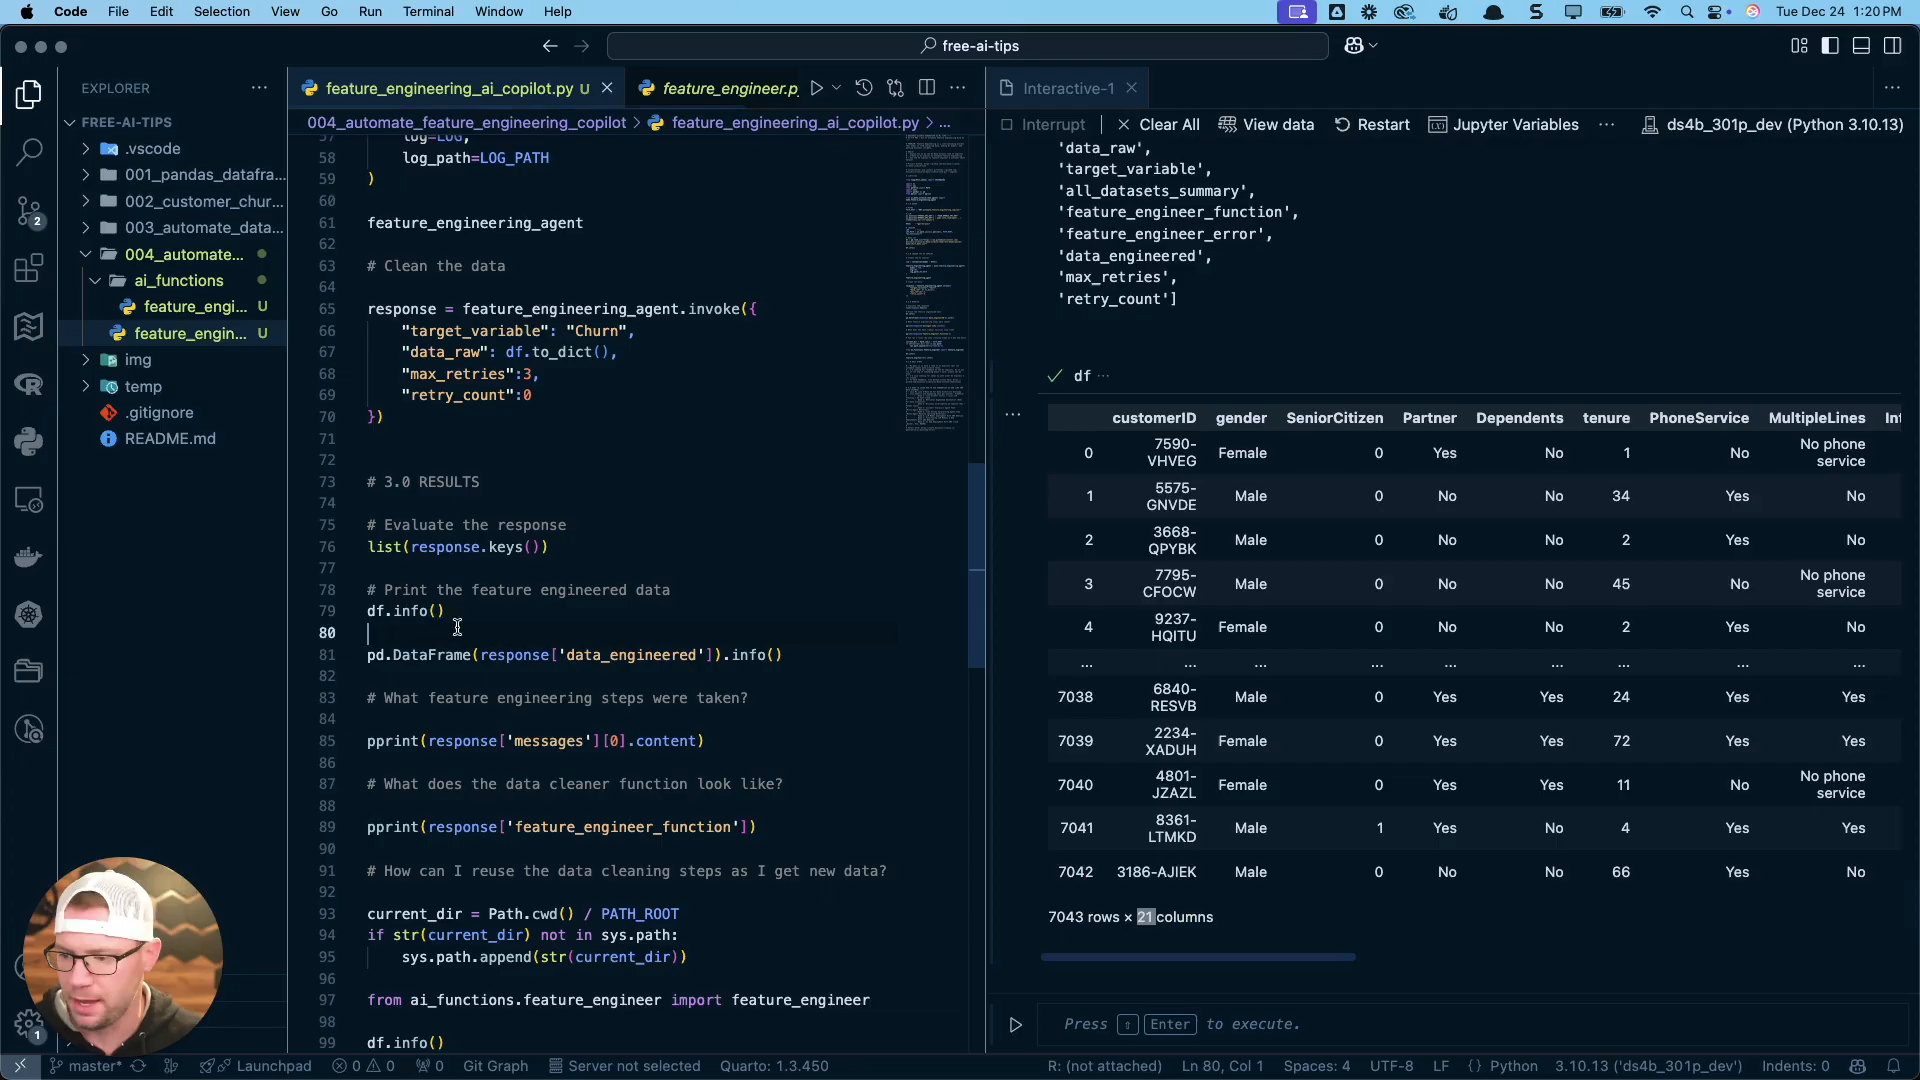 Code File Edit Selection View Go Run Terminal Window Help
Tue Dec 24 1:20 PM
free-ai-tips
EXPLORER
FREE-AI-TIPS
.vscode
001_pandas_datafra...
002_customer_chur...
003_automate_data...
004_automate...
ai_functions
feature_engi... U
feature_engin... U
img
temp
.gitignore
README.md
2
1
feature_engineering_ai_copilot.py U
feature_engineer.p
004_automate_feature_engineering_copilot > feature_engineering_ai_copilot.py > ...
57 log=LOG,
58 log_path=LOG_PATH
59 )
60
61 feature_engineering_agent
62
63 # Clean the data
64
65 response = feature_engineering_agent.invoke({
66 "target_variable": "Churn",
67 "data_raw": df.to_dict(),
68 "max_retries":3,
69 "retry_count":0
70 })
71
72
73 # 3.0 RESULTS
74
75 # Evaluate the response
76 list(response.keys())
77
78 # Print the feature engineered data
79 df.info()
80
81 pd.DataFrame(response['data_engineered']).info()
82
83 # What feature engineering steps were taken?
84
85 pprint(response['messages'][0].content)
86
87 # What does the data cleaner function look like?
88
89 pprint(response['feature_engineer_function'])
90
91 # How can I reuse the data cleaning steps as I get new data?
92
93 current_dir = Path.cwd() / PATH_ROOT
94 if str(current_dir) not in sys.path:
95 sys.path.append(str(current_dir))
96
97 from ai_functions.feature_engineer import feature_engineer
98
99 df.info()
Interactive-1
Interrupt Clear All View data Restart Jupyter Variables ... ds4b_301p_dev (Python 3.10.13)
'data_raw',
'target_variable',
'all_datasets_summary',
'feature_engineer_function',
'feature_engineer_error',
'data_engineered',
'max_retries',
'retry_count']
df ...
customerID gender SeniorCitizen Partner Dependents tenure PhoneService MultipleLines Int
0 7590-VHVEG Female 0 Yes No 1 No No phone service
1 5575-GNVDE Male 0 No No 34 Yes No
2 3668-QPYBK Male 0 No No 2 Yes No
3 7795-CFOCW Male 0 No No 45 No No phone service
4 9237-HQITU Female 0 No No 2 Yes No
... ... ... ... ... ... ... ... ...
7038 6840-RESVB Male 0 Yes Yes 24 Yes Yes
7039 2234-XADUH Female 0 Yes Yes 72 Yes Yes
7040 4801-JZAZL Female 0 Yes Yes 11 No No phone service
7041 8361-LTMKD Male 1 Yes No 4 Yes Yes
7042 3186-AJIEK Male 0 No No 66 Yes No
7043 rows × 21 columns
Press ⇧ Enter to execute.
master* Launchpad 0 0 0 Git Graph Server not selected Quarto: 1.3.450
R: (not attached) Ln 80, Col 1 Spaces: 4 UTF-8 LF {} Python 3.10.13 ('ds4b_301p_dev') Indents: 0